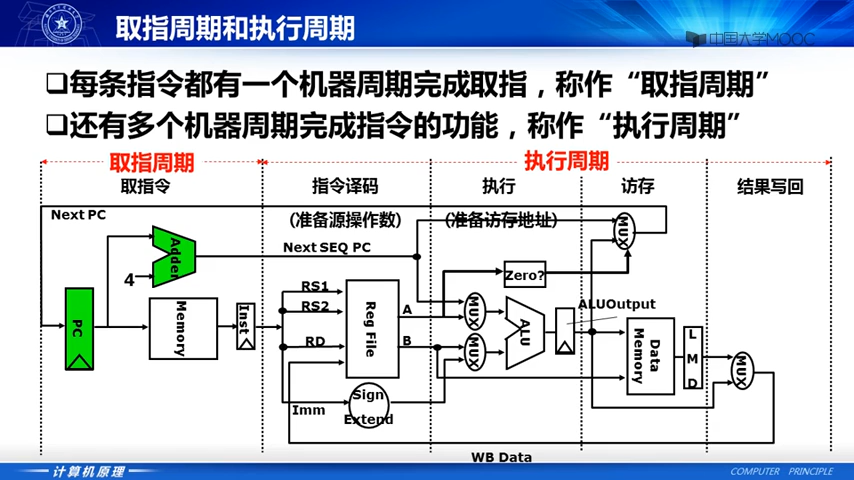 取指周期和执行周期
中国大学MOOC
❑每条指令都有一个机器周期完成取指，称作“取指周期”
❑还有多个机器周期完成指令的功能，称作“执行周期”
取指周期
执行周期
取指令
指令译码
执行
访存
结果写回
Next PC
(准备源操作数)
(准备访存地址)
MUX
Adder
Next SEQ PC
4
Zero?
RS1
RS2
RD
Imm
PC
Memory
Inst
Reg File
A
B
MUX
MUX
ALU
ALUOutput
Data
Memory
L
M
D
MUX
Sign
Extend
WB Data
计算机原理
COMPUTER PRINCIPLE